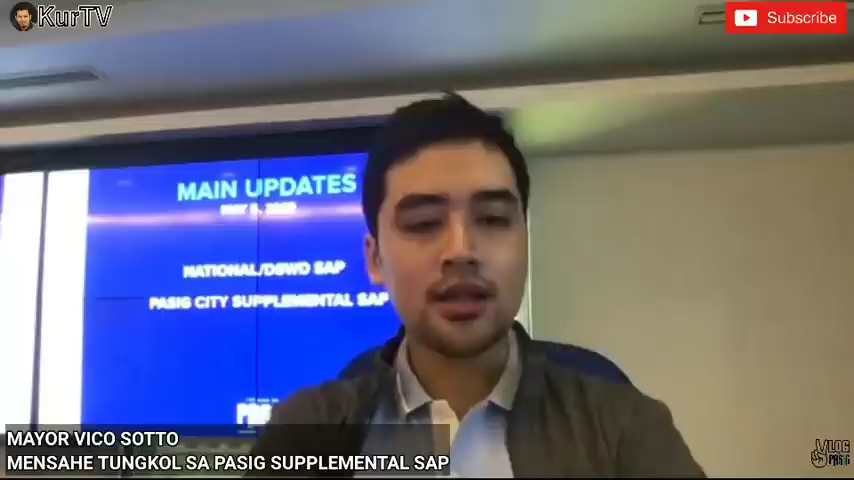 KurTV
Subscribe
MAIN UPDATES
NATIONAL/DSWD SAP
PASIG CITY SUPPLEMENTAL SAP
MAYOR VICO SOTTO
MENSAHE TUNGKOL SA PASIG SUPPLEMENTAL SAP
VLOG
PASIG